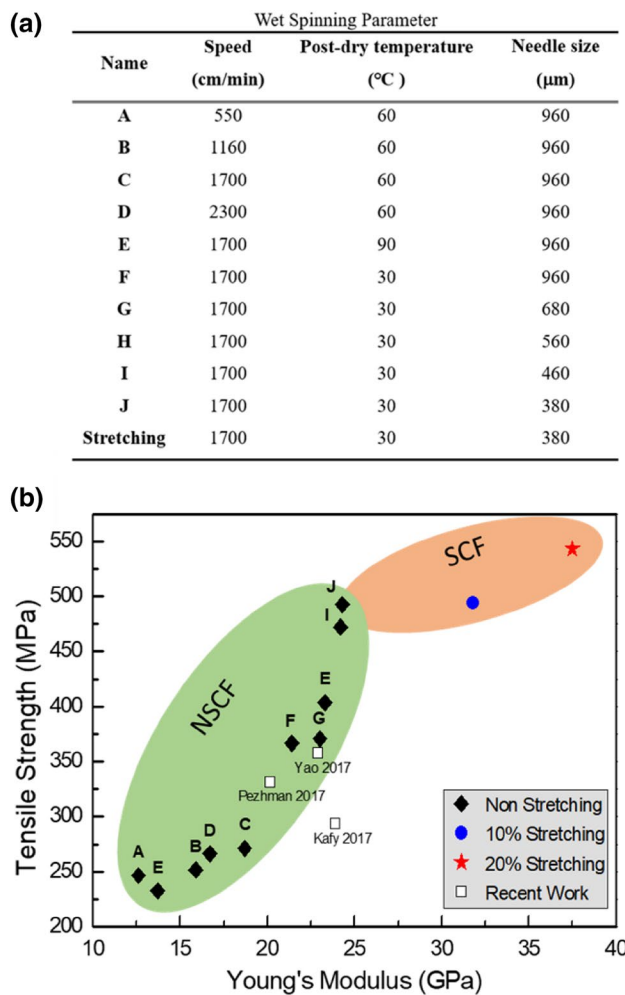 (a)
Wet Spinning Parameter
Name Speed (cm/min) Post-dry temperature (°C ) Needle size (µm)
A 550 60 960
B 1160 60 960
C 1700 60 960
D 2300 60 960
E 1700 90 960
F 1700 30 960
G 1700 30 680
H 1700 30 560
I 1700 30 460
J 1700 30 380
Stretching 1700 30 380
(b)
Tensile Strength (MPa)
550
500
450
400
350
300
250
200
NSCF
SCF
J
I
E
F
G
Yao 2017
Pezhman 2017
Kafy 2017
C
D
B
A
E
Non Stretching
10% Stretching
20% Stretching
Recent Work
10 15 20 25 30 35 40
Young's Modulus (GPa)